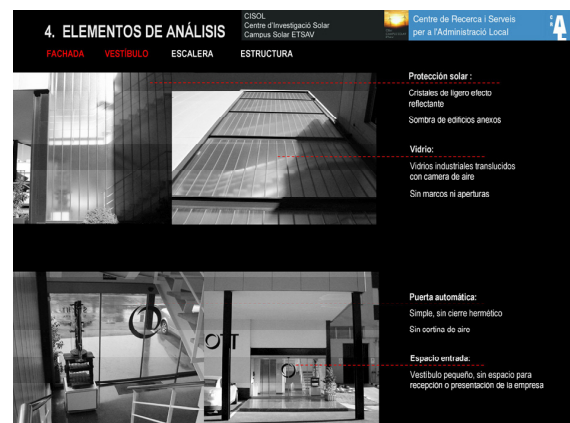 4. ELEMENTOS DE ANÁLISIS
CISOL
Centre d'Investigació Solar
Campus Solar ETSAV
Centre de Recerca i Serveis
per a l'Administració Local
FACHADA
VESTÍBULO
ESCALERA
ESTRUCTURA
Protección solar :
Cristales de ligero efecto
reflectante
Sombra de edificios anexos
Vidrio:
Vidrios industriales translucidos
con camera de aire
Sin marcos ni aperturas
Puerta automática:
Simple, sin cierre hermético
Sin cortina de aire
Espacio entrada:
Vestíbulo pequeño, sin espacio para
recepción o presentación de la empresa
OTT